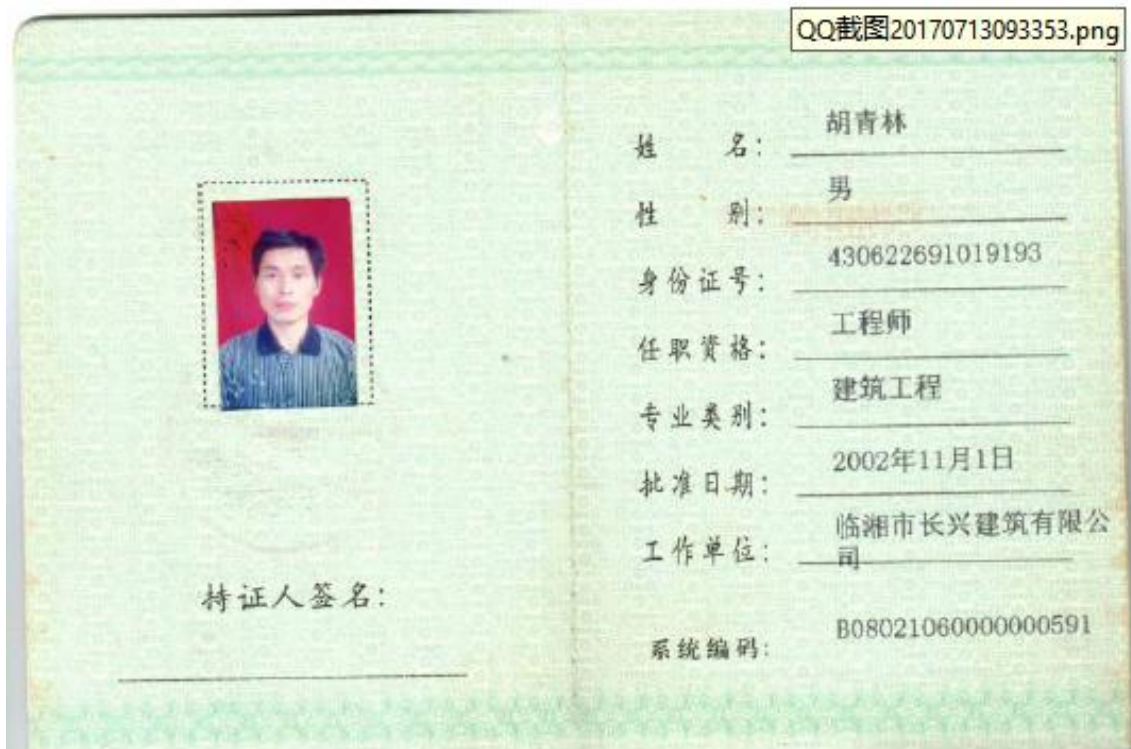 QQ截图20170713093353.png
姓 名： 胡青林
性 别： 男
身份证号： 430622691019193
任职资格： 工程师
专业类别： 建筑工程
批准日期： 2002年11月1日
工作单位： 临湘市长兴建筑有限公
司
系统编码： B08021060000000591
持证人签名：